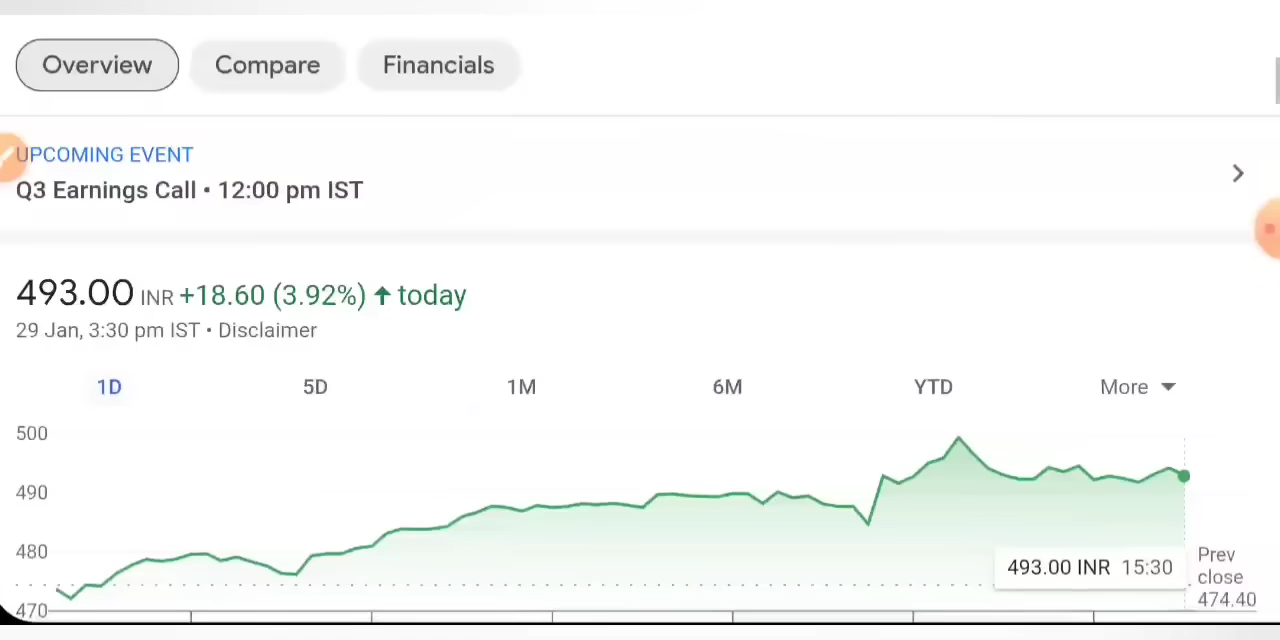 Overview Compare Financials
UPCOMING EVENT
Q3 Earnings Call • 12:00 pm IST
493.00 INR +18.60 (3.92%) ↑ today
29 Jan, 3:30 pm IST • Disclaimer
1D 5D 1M 6M YTD More
500
490
480
470
493.00 INR 15:30
Prev
close
474.40